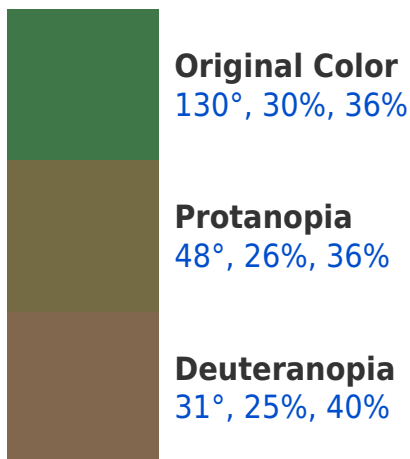 Original Color
130°, 30%, 36%
Protanopia
48°, 26%, 36%
Deuteranopia
31°, 25%, 40%